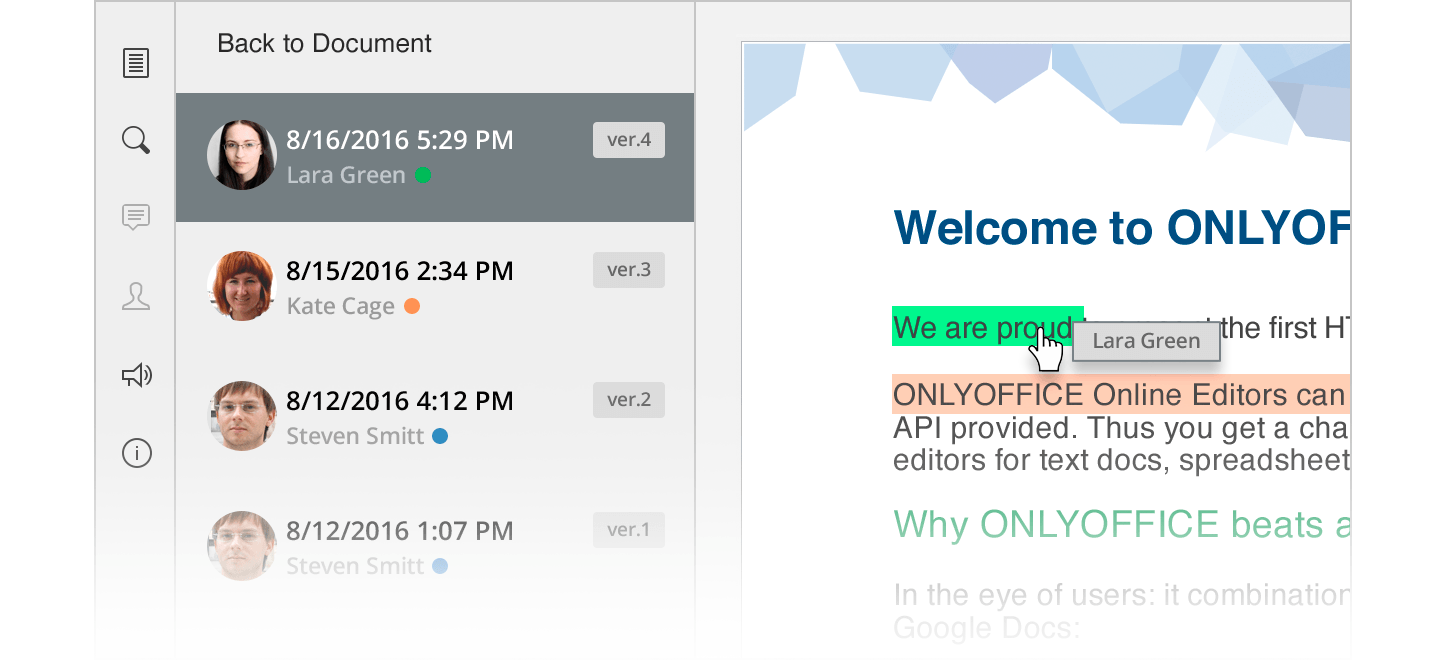 Back to Document
8/16/2016 5:29 PM
ver.4
Lara Green
8/15/2016 2:34 PM
ver.3
Kate Cage
8/12/2016 4:12 PM
ver.2
Steven Smitt
8/12/2016 1:07 PM
ver.1
Steven Smitt
Welcome to ONLYOF
We are proud the first HT
Lara Green
ONLYOFFICE Online Editors can
API provided. Thus you get a cha
editors for text docs, spreadsheet
Why ONLYOFFICE beats a
In the eye of users: it combination
Google Docs: